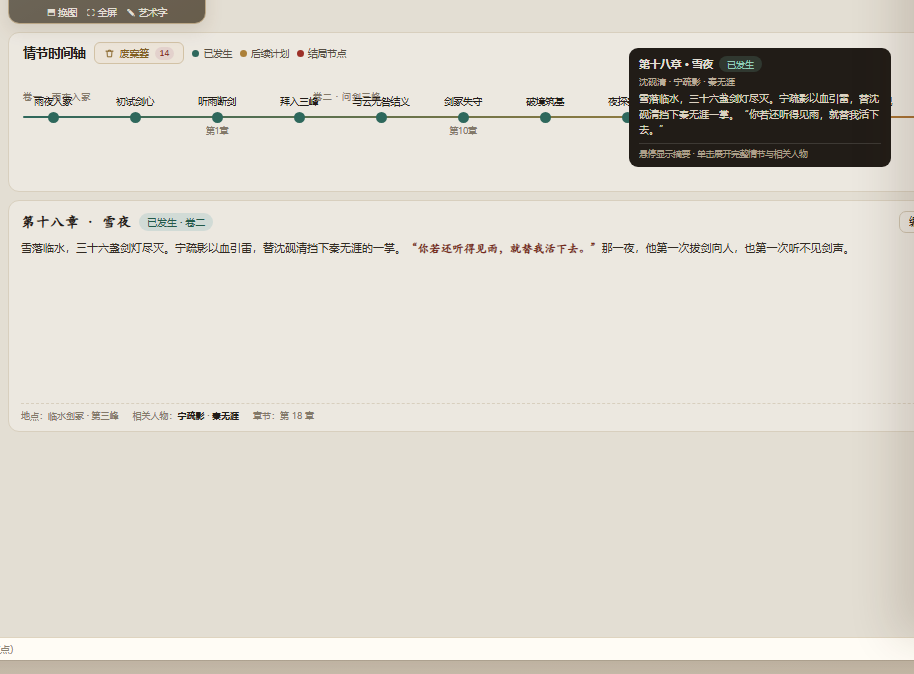 换图 全屏 艺术字
情节时间轴 废案篓 14 已发生 后续计划 结局节点
雨夜入冢 初试剑心 听雨断剑 拜入三峰 与云无咎结义 剑冢失守 破境筑基
第1章 第10章
第十八章 • 雪夜 已发生
沈砚清 · 宁疏影 · 秦无涯
雪落临水，三十六盏剑灯尽灭。宁疏影以血引雷，替沈
砚清挡下秦无涯一掌。“你若还听得见雨，就替我活下
去。”
悬停显示摘要 · 单击展开完整情节与相关人物
第十八章 · 雪夜 已发生 · 卷二
雪落临水，三十六盏剑灯尽灭。宁疏影以血引雷，替沈砚清挡下秦无涯的一掌。“你若还听得见雨，就替我活下去。”那一夜，他第一次拔剑向人，也第一次听不见剑声。
地点：临水剑冢 · 第三峰 相关人物：宁疏影 · 秦无涯 章节：第 18 章
点）